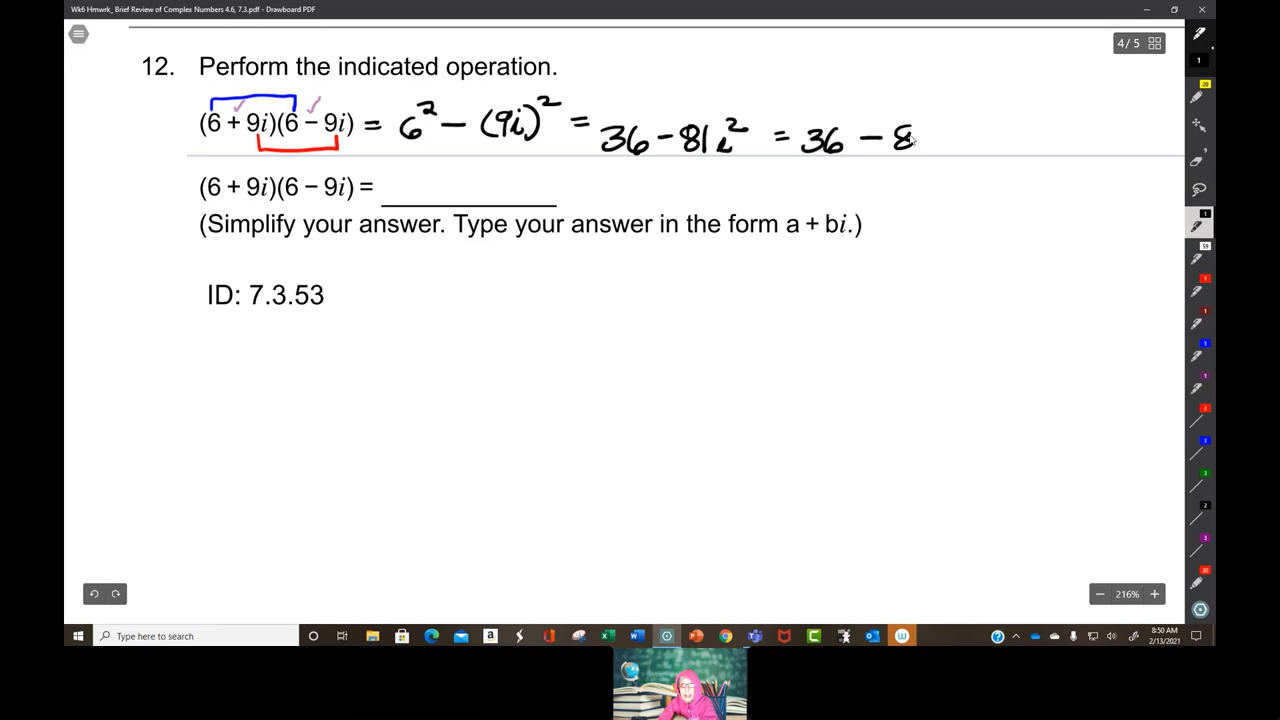 Wk6 Hmwrk_ Brief Review of Complex Numbers 4.6, 7.3.pdf - Drawboard PDF
4/5
12. Perform the indicated operation.
(6 + 9i)(6 − 9i) = 6² − (9i)² = 36 − 81i² = 36 − 8
(6 + 9i)(6 − 9i) =
(Simplify your answer. Type your answer in the form a + bi.)
ID: 7.3.53
216%
Type here to search
8:50 AM
2/13/2021